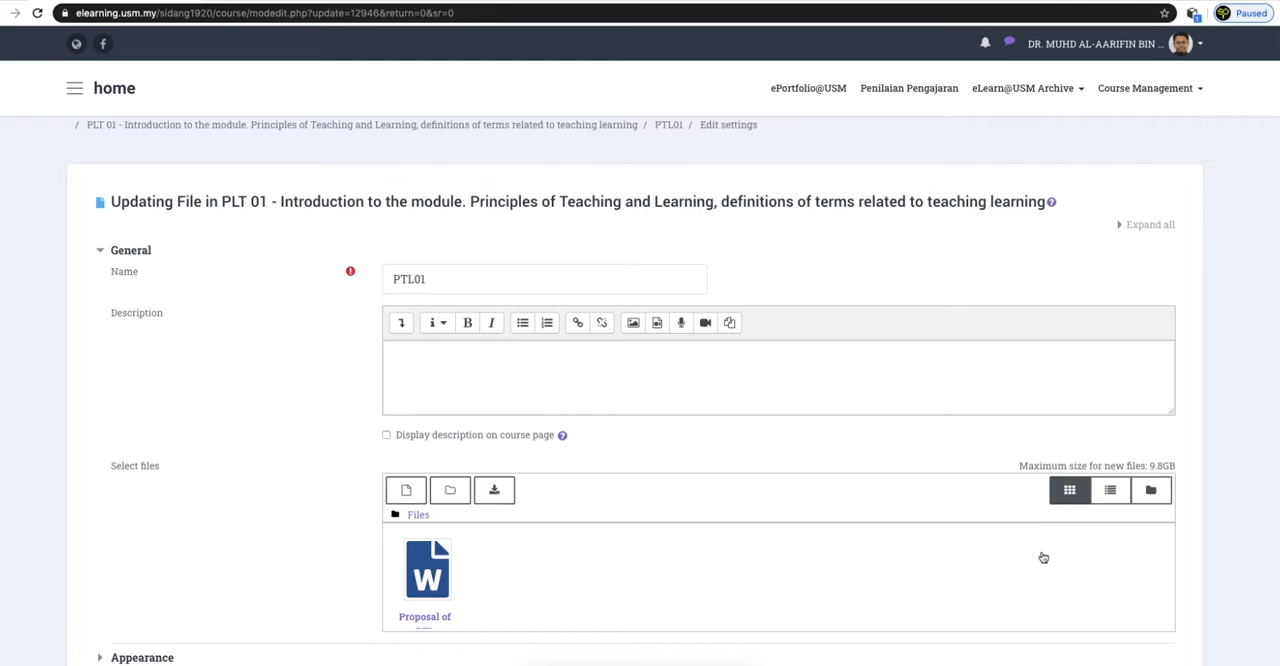 elearning.usm.my/sidang1920/course/modedit.php?update=12946&return=0&sr=0
Paused
DR. MUHD AL-AARIFIN BIN ...
home
ePortfolio@USM Penilaian Pengajaran eLearn@USM Archive Course Management
/ PLT 01 - Introduction to the module. Principles of Teaching and Learning, definitions of terms related to teaching learning / PTL01 / Edit settings
Updating File in PLT 01 - Introduction to the module. Principles of Teaching and Learning, definitions of terms related to teaching learning
Expand all
General
Name
PTL01
Description
Display description on course page
Select files
Maximum size for new files: 9.8GB
Files
Proposal of
Appearance